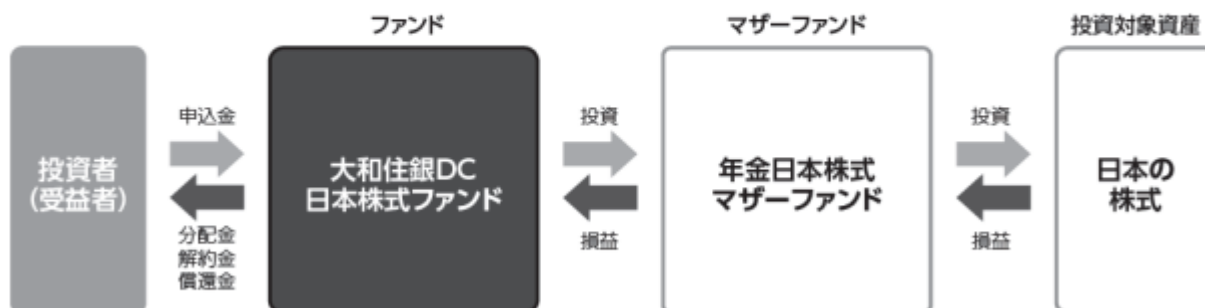 ファンド
マザーファンド
投資対象資産
投資者
(受益者)
申込金
分配金
解約金
償還金
大和住銀DC
日本株式ファンド
投資
損益
年金日本株式
マザーファンド
投資
損益
日本の
株式